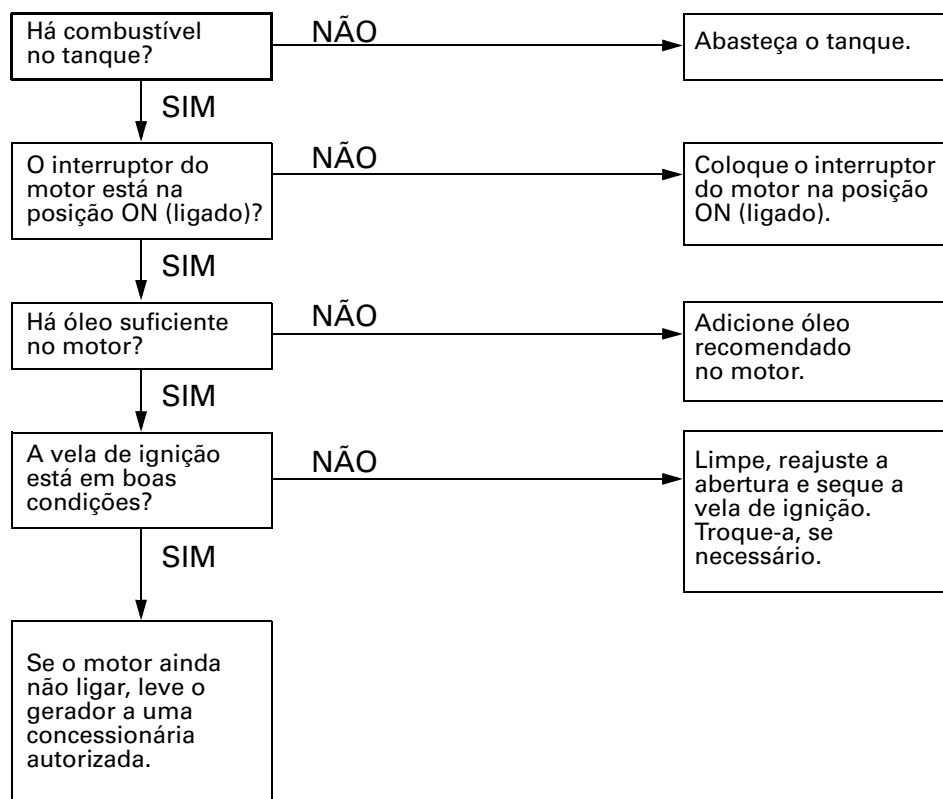 Há combustível
no tanque?
NÃO
Abasteça o tanque.
SIM
O interruptor do
motor está na
posição ON (ligado)?
NÃO
Coloque o interruptor
do motor na posição
ON (ligado).
SIM
Há óleo suficiente
no motor?
NÃO
Adicione óleo
recomendado
no motor.
SIM
A vela de ignição
está em boas
condições?
NÃO
Limpe, reajuste a
abertura e seque a
vela de ignição.
Troque-a, se
necessário.
SIM
Se o motor ainda
não ligar, leve o
gerador a uma
concessionária
autorizada.